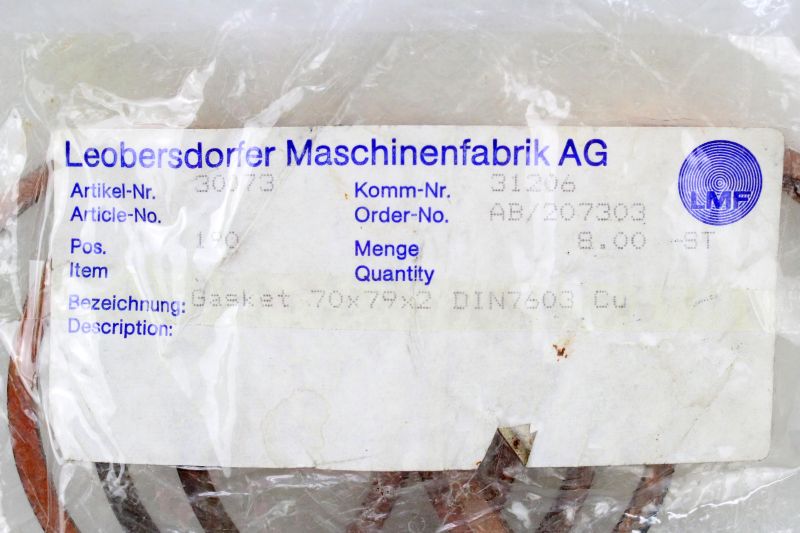 Leobersdorfer Maschinenfabrik AG
Artikel-Nr. 30073 Komm-Nr. 31206
Article-No. Order-No. AB/207303
Pos. 190 Menge 8.00 ST
Item Quantity
Bezeichnung: Gasket 70x79x2 DIN7603 Cu
Description:
LMF